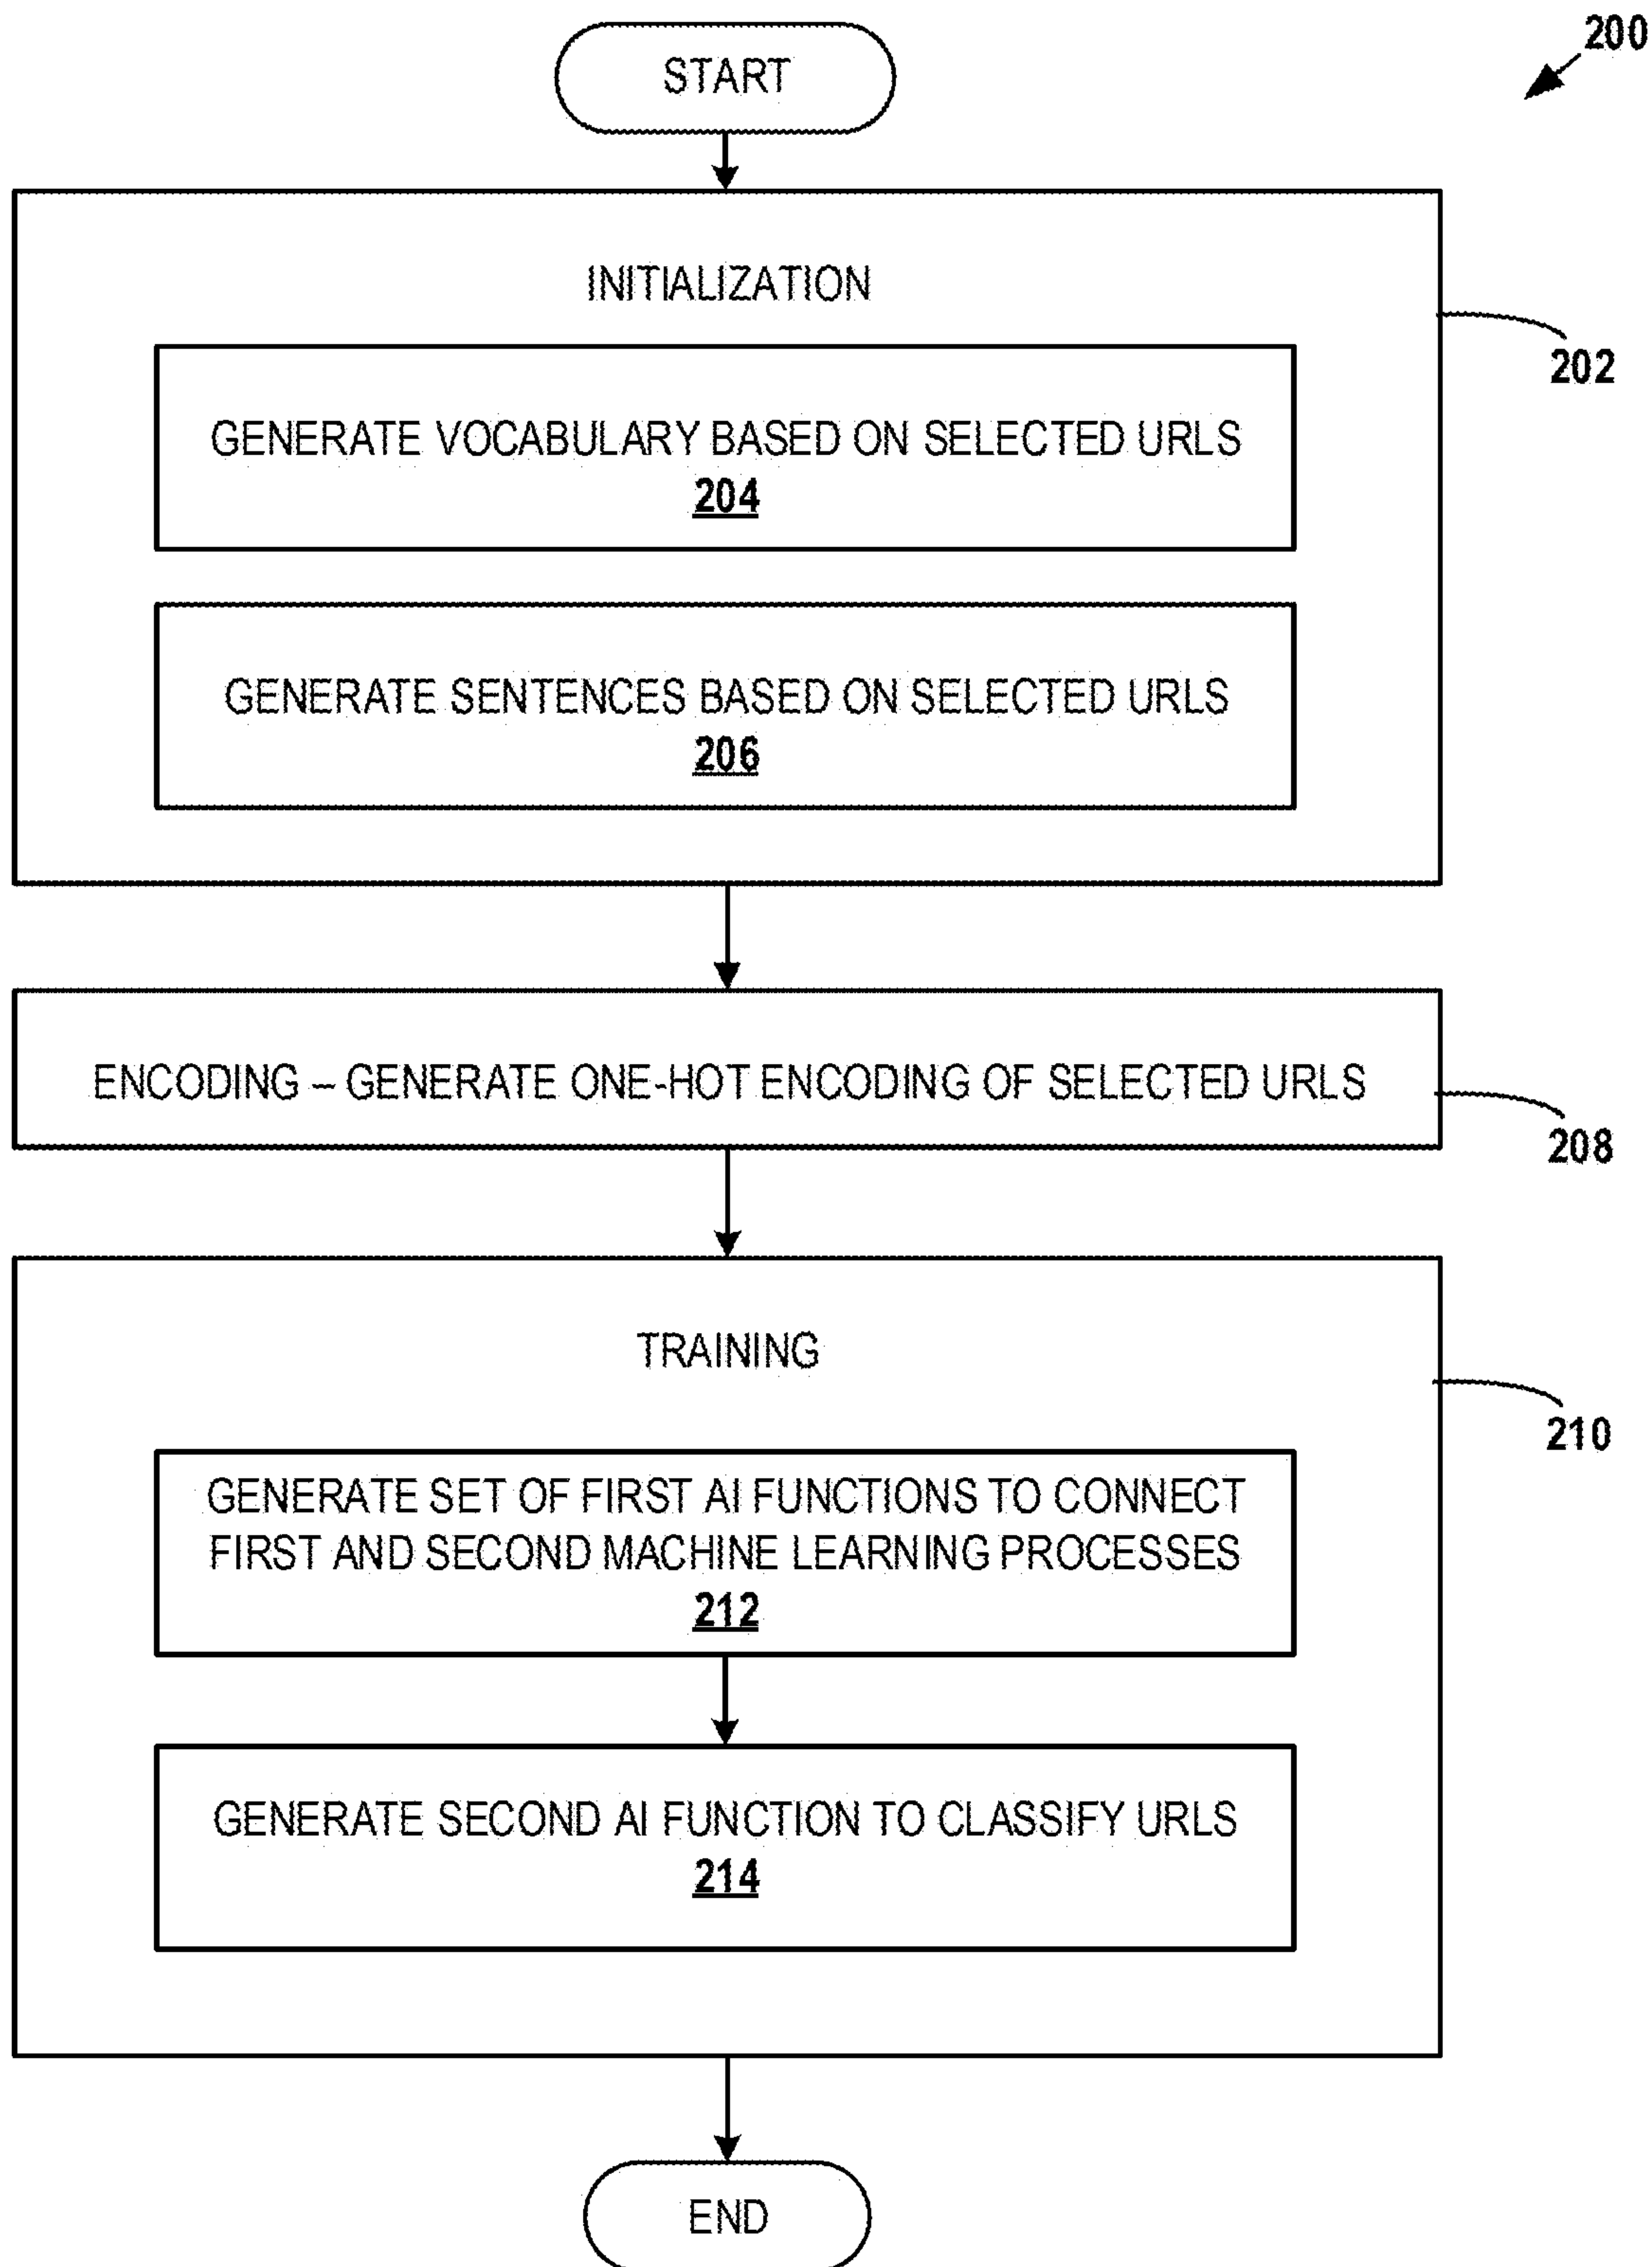 200
START
INITIALIZATION
202
GENERATE VOCABULARY BASED ON SELECTED URLS
204
GENERATE SENTENCES BASED ON SELECTED URLS
206
ENCODING – GENERATE ONE-HOT ENCODING OF SELECTED URLS
208
TRAINING
210
GENERATE SET OF FIRST AI FUNCTIONS TO CONNECT
FIRST AND SECOND MACHINE LEARNING PROCESSES
212
GENERATE SECOND AI FUNCTION TO CLASSIFY URLS
214
END